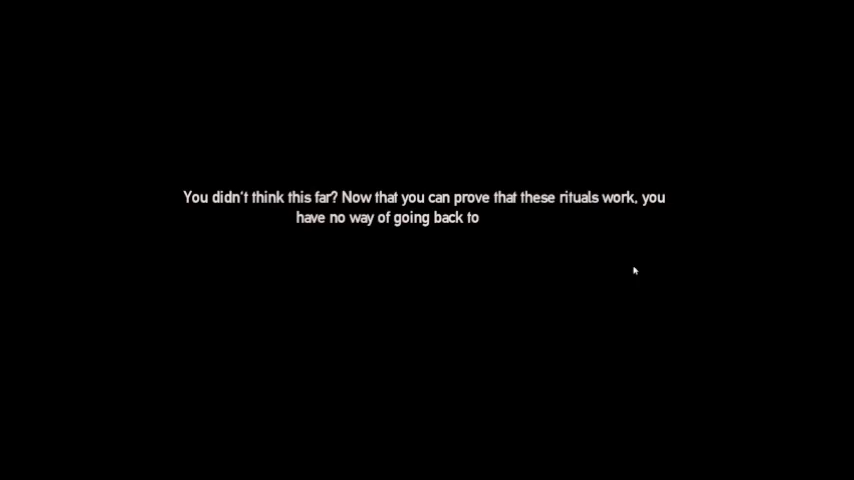 You didn't think this far? Now that you can prove that these rituals work, you
have no way of going back to